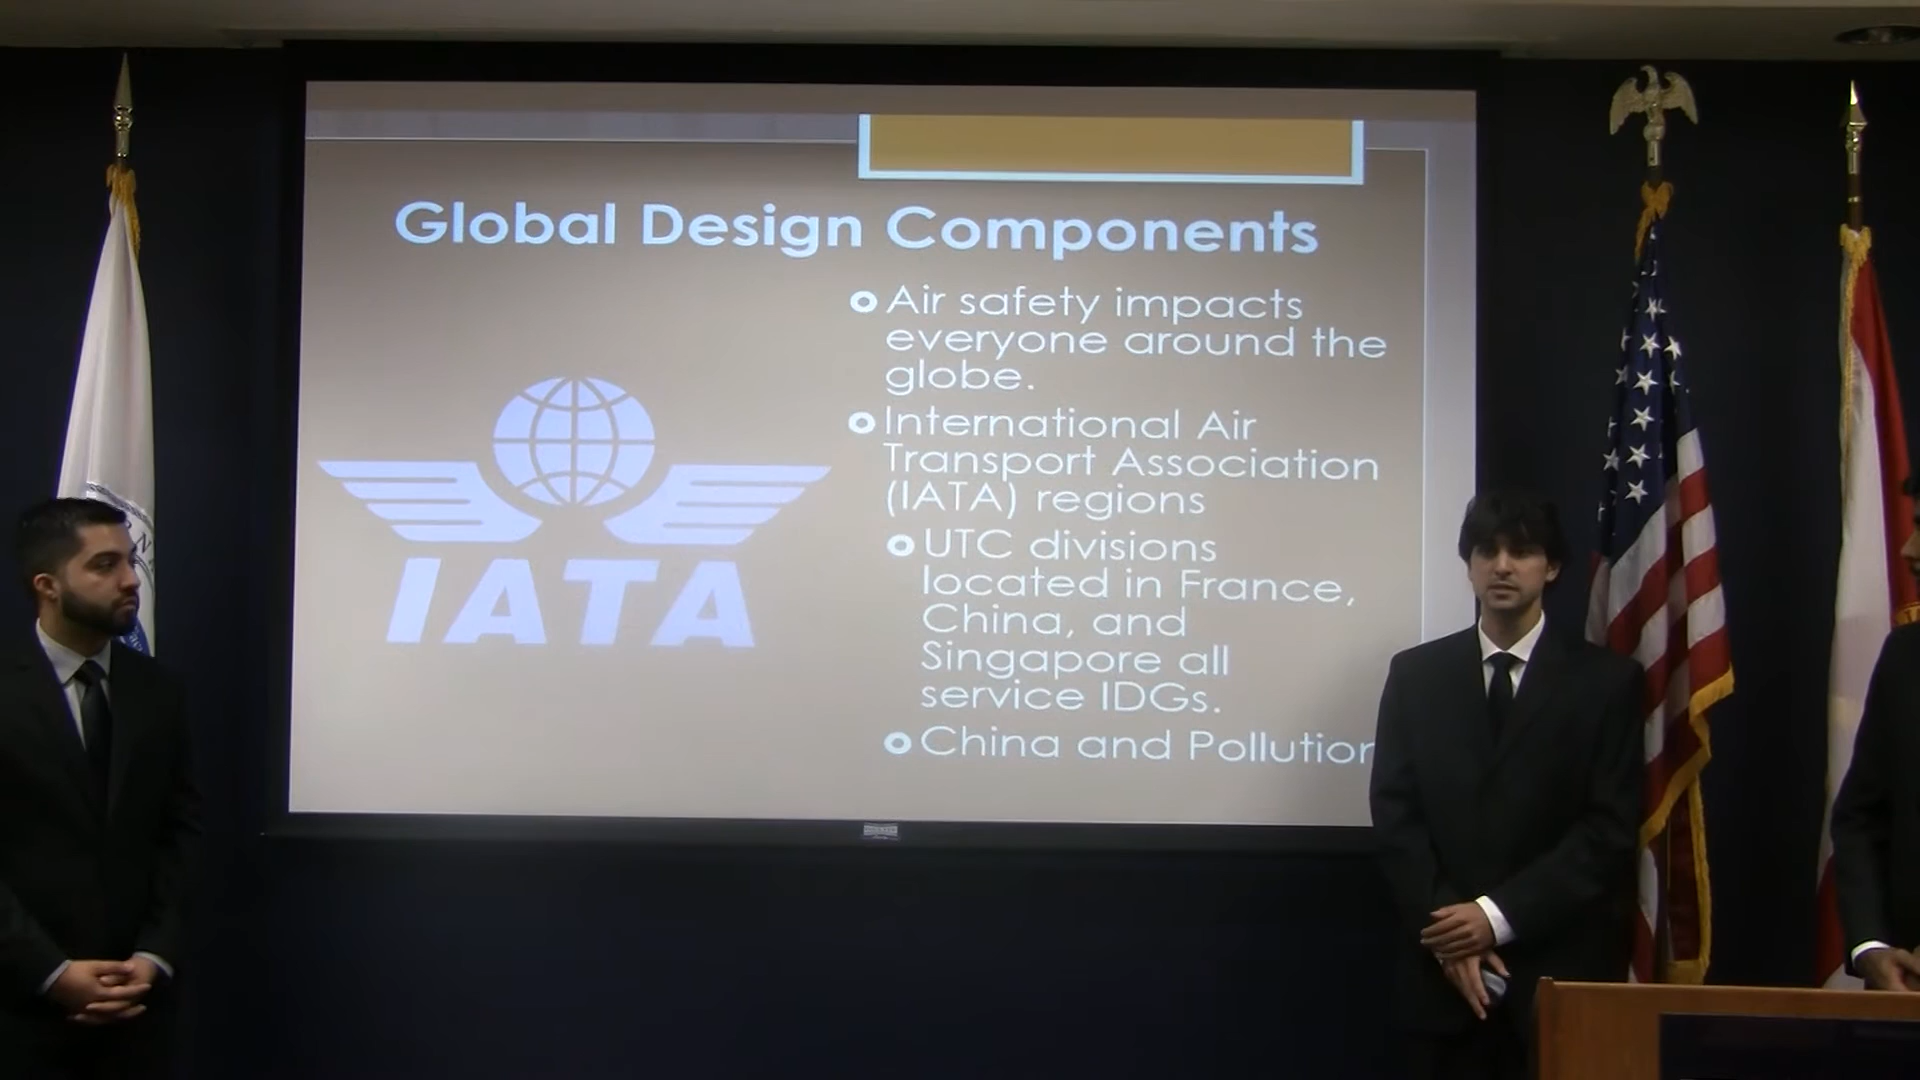 Global Design Components
Air safety impacts
everyone around the
globe.
International Air
Transport Association
(IATA) regions
UTC divisions
located in France,
China, and
Singapore all
service IDGs.
China and Pollution
IATA